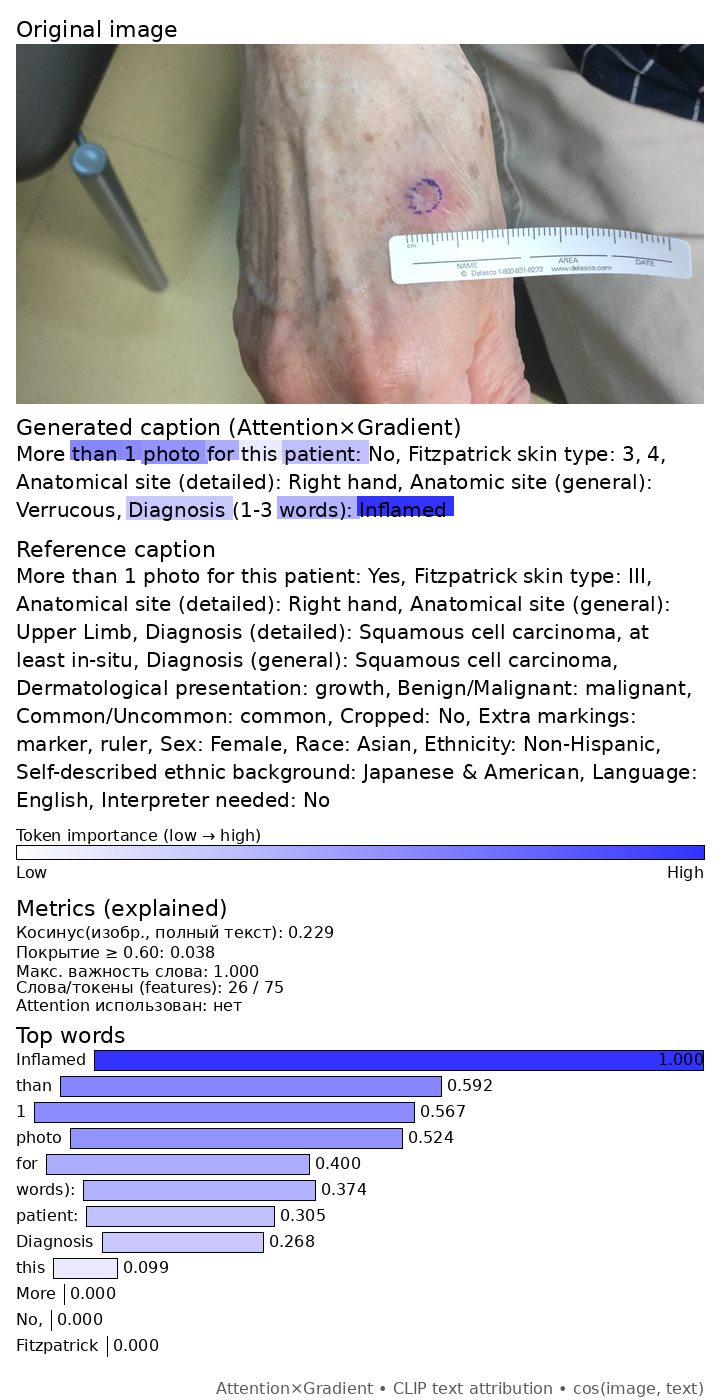 Original image
cm
NAME
AREA
DATE
© Delasco 1-800-831-6273 www.delasco.com
Generated caption (Attention×Gradient)
More than 1 photo for this patient: No, Fitzpatrick skin type: 3, 4,
Anatomical site (detailed): Right hand, Anatomic site (general):
Verrucous, Diagnosis (1-3 words): Inflamed
Reference caption
More than 1 photo for this patient: Yes, Fitzpatrick skin type: III,
Anatomical site (detailed): Right hand, Anatomical site (general):
Upper Limb, Diagnosis (detailed): Squamous cell carcinoma, at
least in-situ, Diagnosis (general): Squamous cell carcinoma,
Dermatological presentation: growth, Benign/Malignant: malignant,
Common/Uncommon: common, Cropped: No, Extra markings:
marker, ruler, Sex: Female, Race: Asian, Ethnicity: Non-Hispanic,
Self-described ethnic background: Japanese & American, Language:
English, Interpreter needed: No
Token importance (low → high)
Low High
Metrics (explained)
Косинус(изобр., полный текст): 0.229
Покрытие ≥ 0.60: 0.038
Макс. важность слова: 1.000
Слова/токены (features): 26 / 75
Attention использован: нет
Top words
Inflamed 1.000
than 0.592
1 0.567
photo 0.524
for 0.400
words): 0.374
patient: 0.305
Diagnosis 0.268
this 0.099
More 0.000
No, 0.000
Fitzpatrick 0.000
Attention×Gradient • CLIP text attribution • cos(image, text)